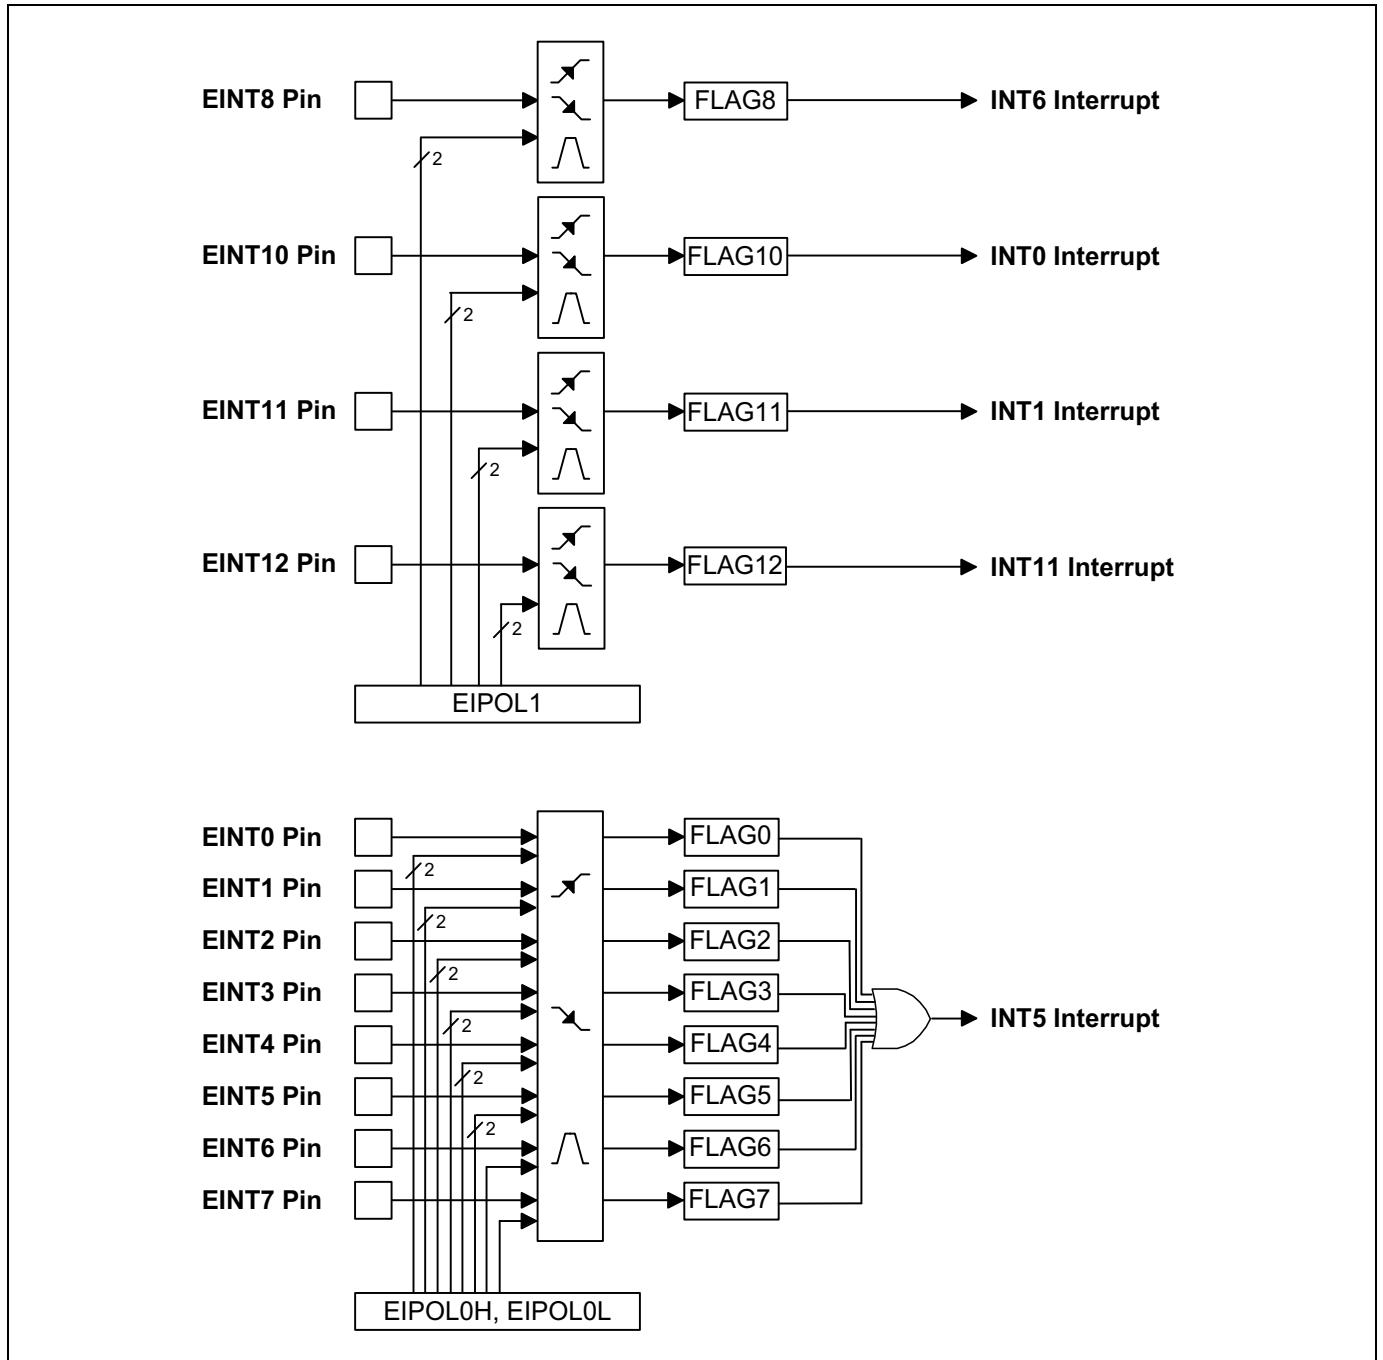 EINT8 Pin
FLAG8
INT6 Interrupt
2
EINT10 Pin
FLAG10
INT0 Interrupt
2
EINT11 Pin
FLAG11
INT1 Interrupt
2
EINT12 Pin
FLAG12
INT11 Interrupt
2
EIPOL1
EINT0 Pin
FLAG0
2
EINT1 Pin
FLAG1
2
EINT2 Pin
FLAG2
2
EINT3 Pin
FLAG3
INT5 Interrupt
2
EINT4 Pin
FLAG4
2
EINT5 Pin
FLAG5
2
EINT6 Pin
FLAG6
EINT7 Pin
FLAG7
EIPOL0H, EIPOL0L